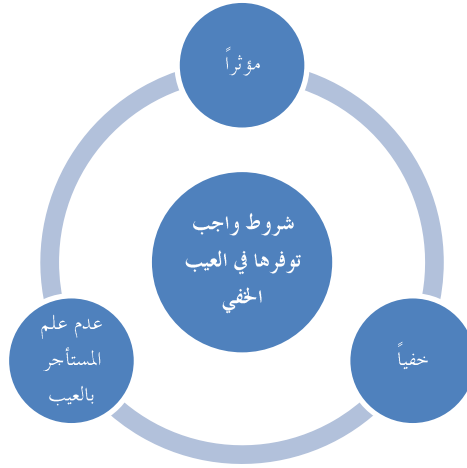 مؤثراً
شروط واجب
توفرها في العيب
الخفي
خفياً
عدم علم
المستأجر
بالعيب